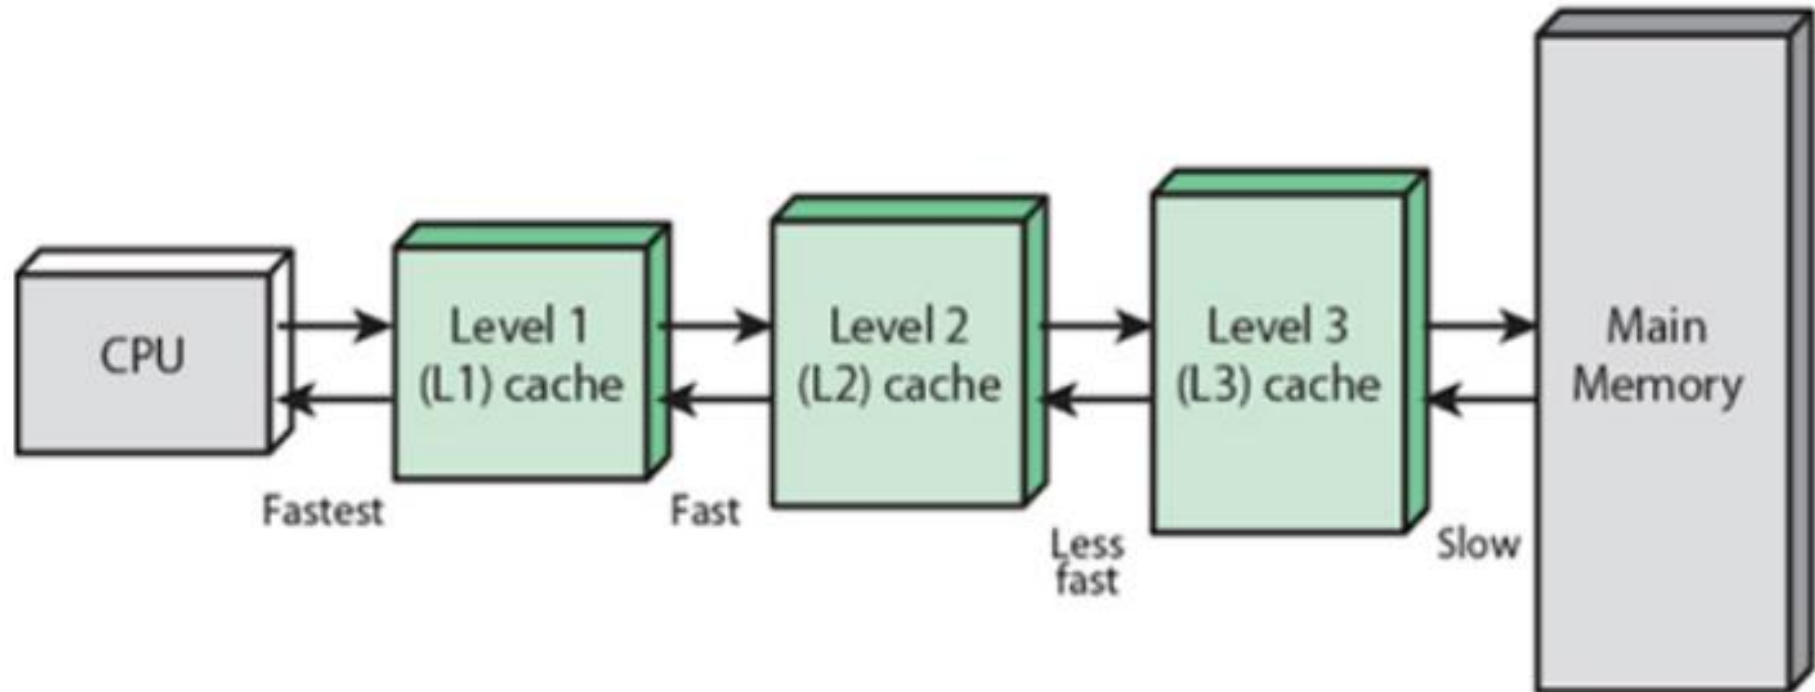 CPU
Level 1
(L1) cache
Level 2
(L2) cache
Level 3
(L3) cache
Main
Memory
Fastest
Fast
Less
fast
Slow